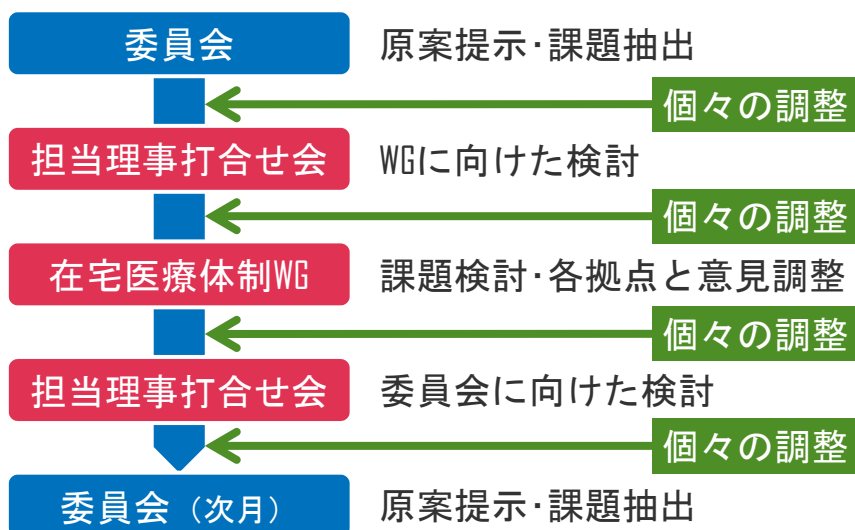 委員会 原案提示･課題抽出
個々の調整
担当理事打合せ会 WGに向けた検討
個々の調整
在宅医療体制WG 課題検討･各拠点と意見調整
個々の調整
担当理事打合せ会 委員会に向けた検討
個々の調整
委員会（次月） 原案提示･課題抽出